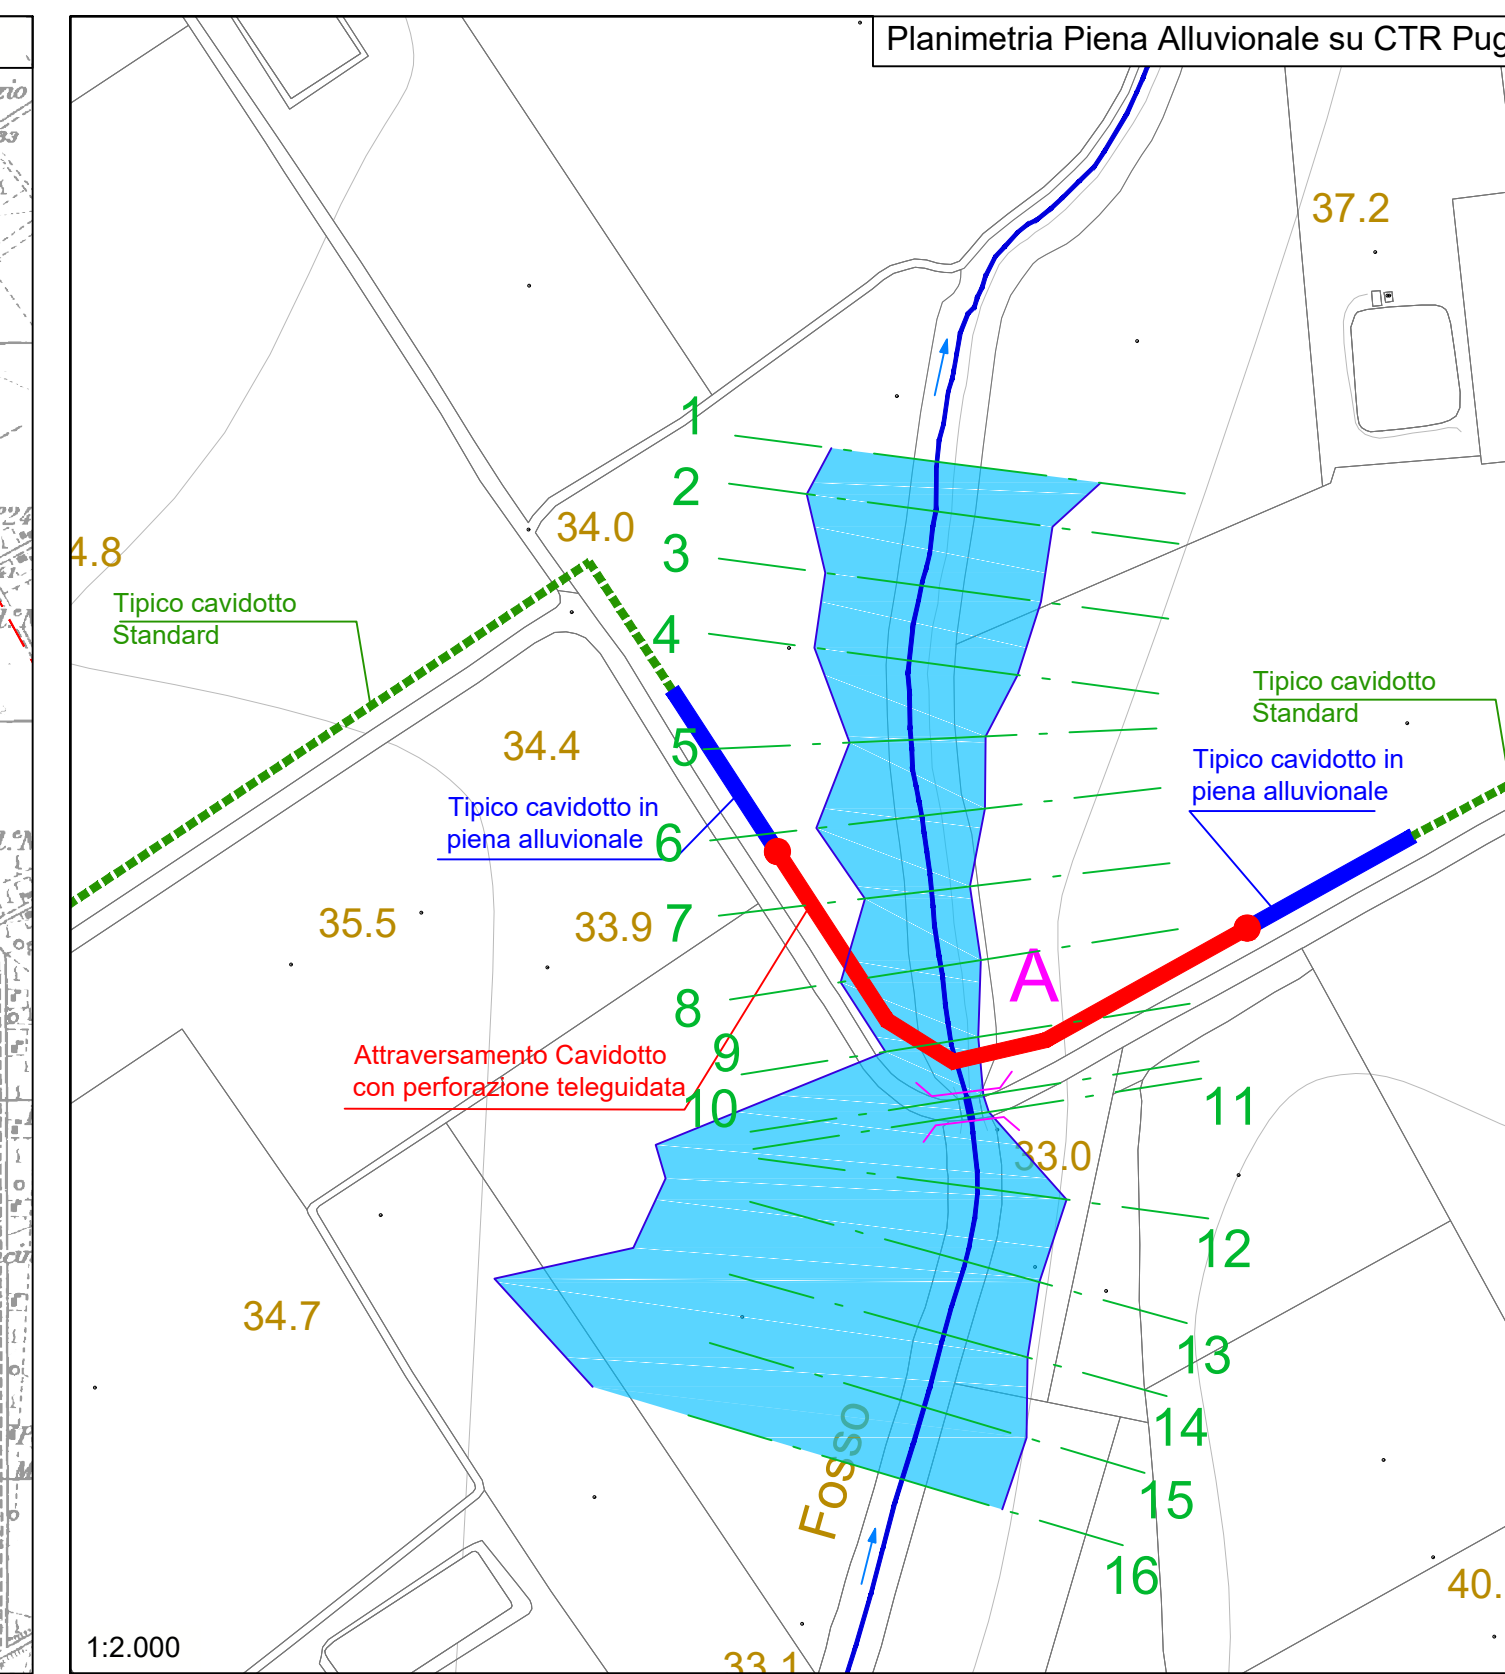 Planimetria Piena Alluvionale su CTR Pug
37.2
1
2
34.0
3
4.8
Tipico cavidotto
Standard
4
Tipico cavidotto
Standard
34.4
5
Tipico cavidotto in
piena alluvionale
Tipico cavidotto in
piena alluvionale
6
35.5
33.9
7
A
8
9
Attraversamento Cavidotto
con perforazione teleguidata
10
11
33.0
12
34.7
13
14
Fosso
15
16
40.
1:2.000
33.1